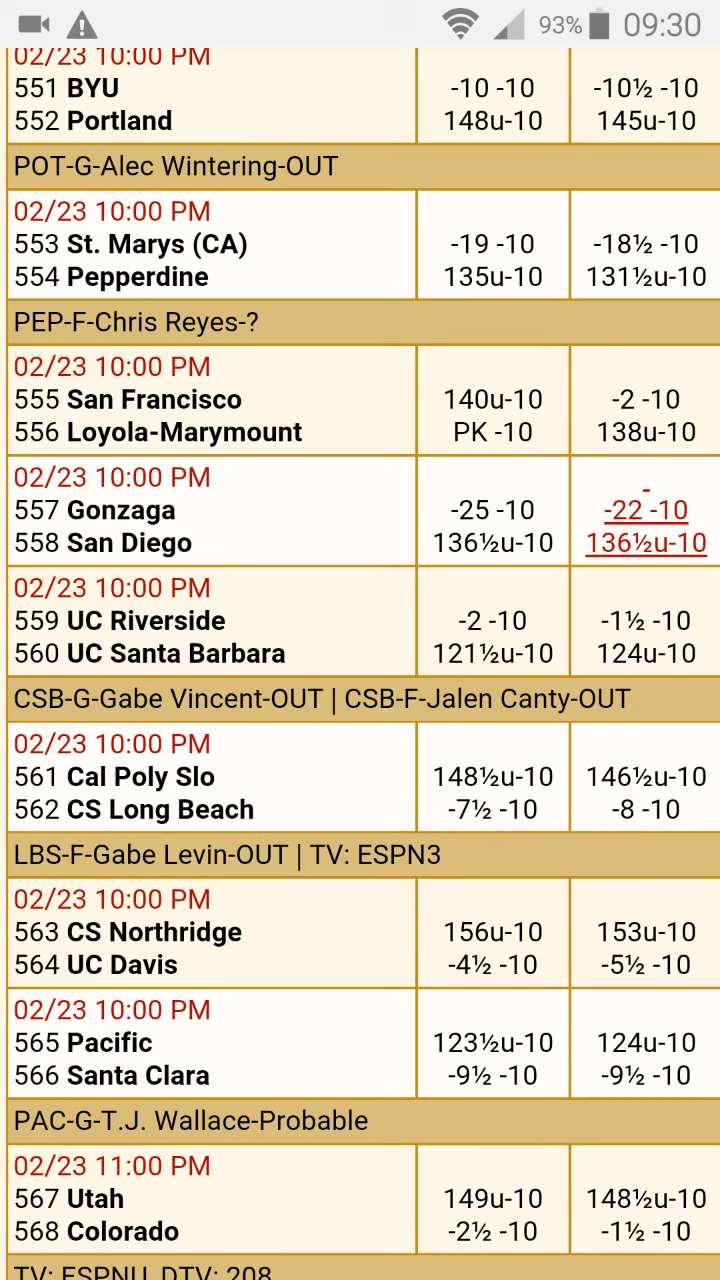 93% 09:30
02/23 10:00 PM
551 BYU -10 -10 -10½ -10
552 Portland 148u-10 145u-10
POT-G-Alec Wintering-OUT
02/23 10:00 PM
553 St. Marys (CA) -19 -10 -18½ -10
554 Pepperdine 135u-10 131½u-10
PEP-F-Chris Reyes-?
02/23 10:00 PM
555 San Francisco 140u-10 -2 -10
556 Loyola-Marymount PK -10 138u-10
02/23 10:00 PM -
557 Gonzaga -25 -10 -22 -10
558 San Diego 136½u-10 136½u-10
02/23 10:00 PM
559 UC Riverside -2 -10 -1½ -10
560 UC Santa Barbara 121½u-10 124u-10
CSB-G-Gabe Vincent-OUT | CSB-F-Jalen Canty-OUT
02/23 10:00 PM
561 Cal Poly Slo 148½u-10 146½u-10
562 CS Long Beach -7½ -10 -8 -10
LBS-F-Gabe Levin-OUT | TV: ESPN3
02/23 10:00 PM
563 CS Northridge 156u-10 153u-10
564 UC Davis -4½ -10 -5½ -10
02/23 10:00 PM
565 Pacific 123½u-10 124u-10
566 Santa Clara -9½ -10 -9½ -10
PAC-G-T.J. Wallace-Probable
02/23 11:00 PM
567 Utah 149u-10 148½u-10
568 Colorado -2½ -10 -1½ -10
TV: ESPNU, DTV: 208